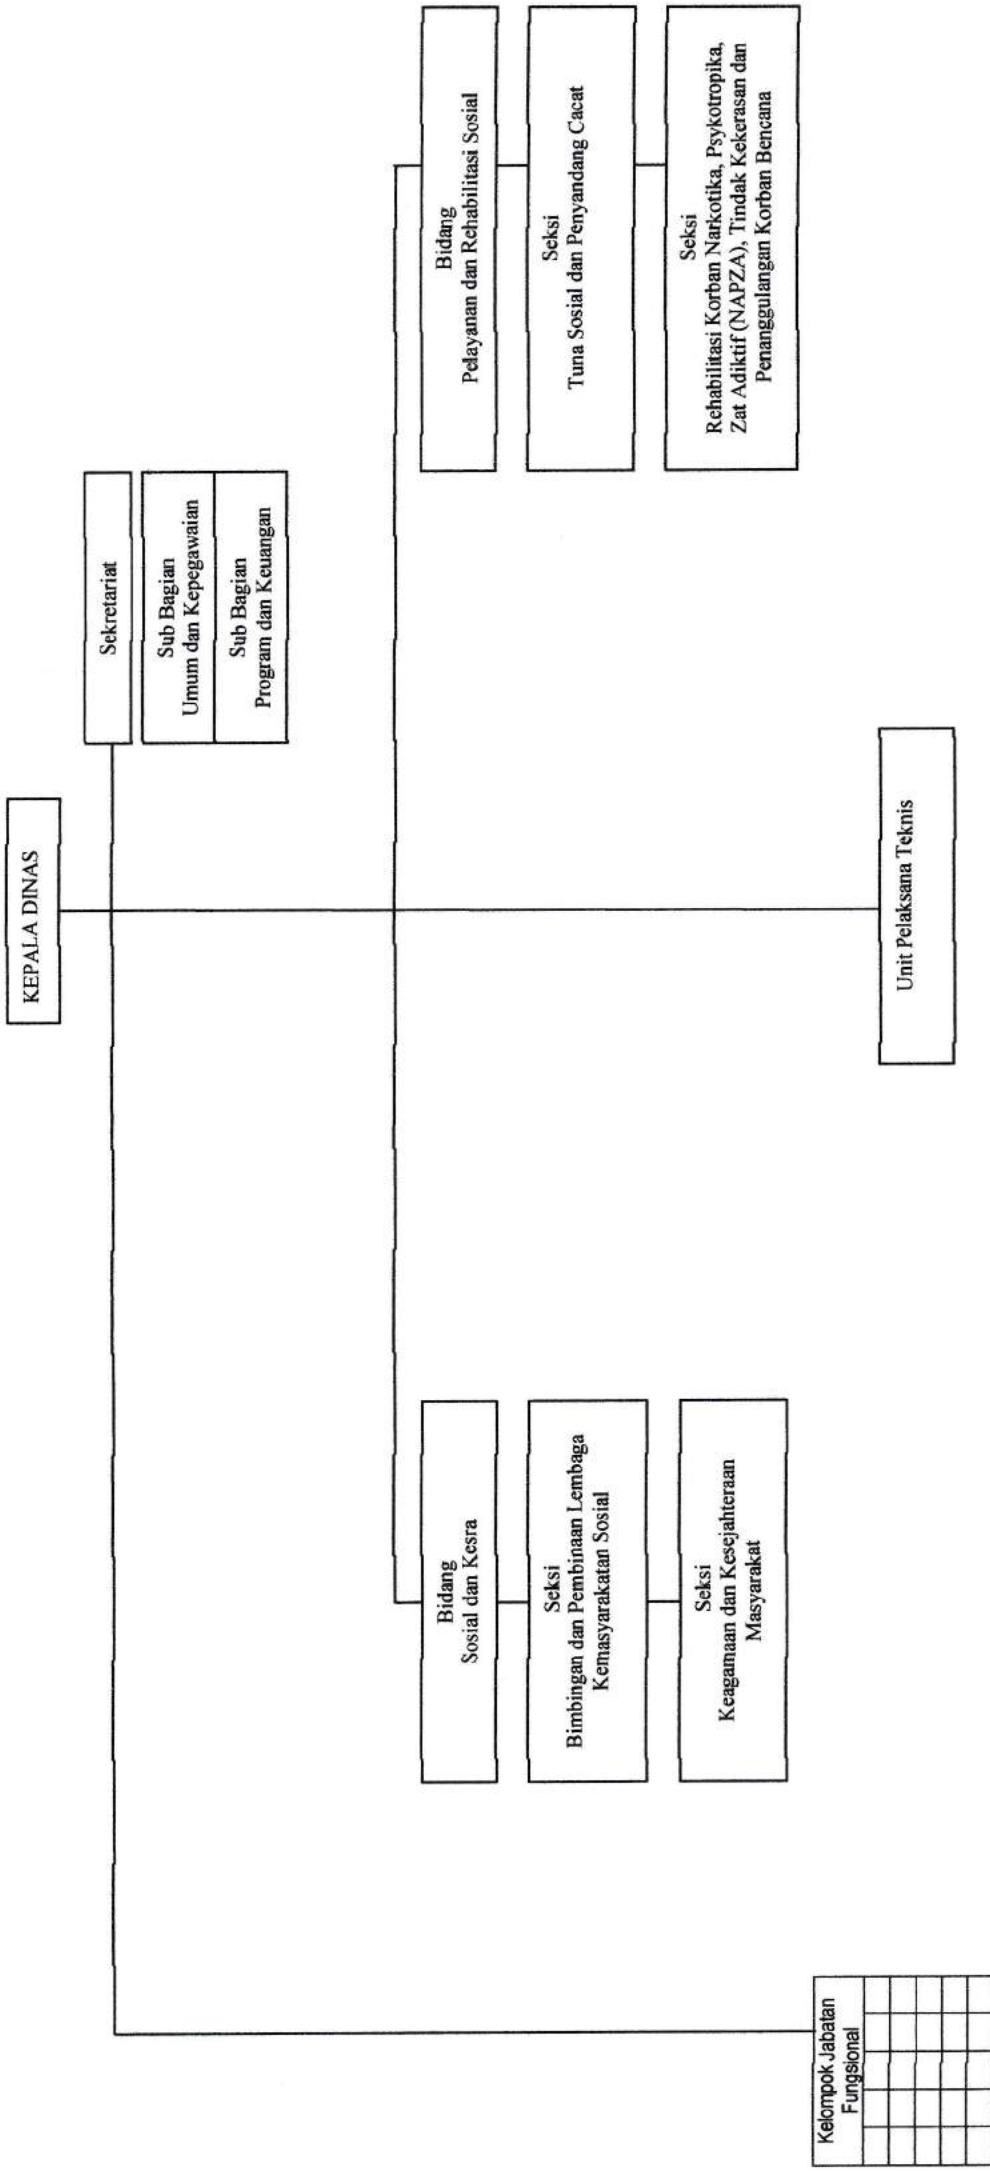 KEPALA DINAS
Sekretariat
Sub Bagian
Umum dan Kepegawaian
Sub Bagian
Program dan Keuangan
Bidang
Sosial dan Kesra
Seksi
Bimbingan dan Pembinaan Lembaga
Kemasyarakatan Sosial
Seksi
Keagamaan dan Kesejahteraan
Masyarakat
Bidang
Pelayanan dan Rehabilitasi Sosial
Seksi
Tuna Sosial dan Penyandang Cacat
Seksi
Rehabilitasi Korban Narkotika, Psykotropika,
Zat Adiktif (NAPZA), Tindak Kekerasan dan
Penanggulangan Korban Bencana
Kelompok Jabatan
Fungsional
Unit Pelaksana Teknis